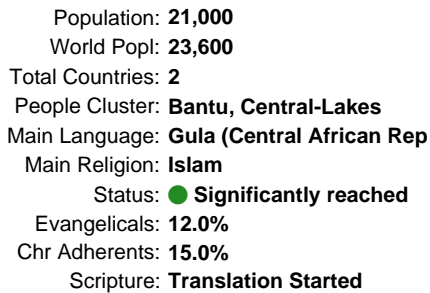 Population: 21,000
World Popl: 23,600
Total Countries: 2
People Cluster: Bantu, Central-Lakes
Main Language: Gula (Central African Rep
Main Religion: Islam
Status: Significantly reached
Evangelicals: 12.0%
Chr Adherents: 15.0%
Scripture: Translation Started